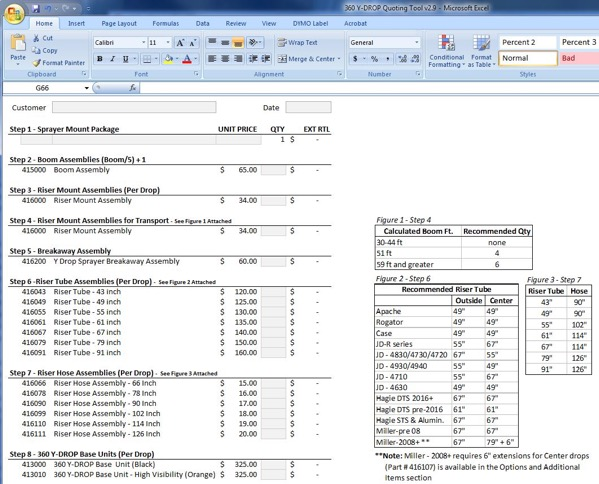 360 Y-DROP Quoting Tool v2.9 - Microsoft Excel
Home Insert Page Layout Formulas Data Review View DYMO Label Acrobat
Cut
Copy
Format Painter
Paste
Clipboard
Calibri 11
Font
Wrap Text
Merge & Center
Alignment
General
Number
Conditional Formatting
Format as Table
Percent 2 Percent 3
Normal Bad
Styles
G66 fx
Customer Date
Step 1 - Sprayer Mount Package UNIT PRICE QTY EXT RTL
1 $ -
Step 2 - Boom Assemblies (Boom/5) + 1
415000 Boom Assembly $ 65.00 $ -
Step 3 - Riser Mount Assemblies (Per Drop)
416000 Riser Mount Assembly $ 34.00 $ -
Step 4 - Riser Mount Assemblies for Transport - See Figure 1 Attached
416000 Riser Mount Assembly $ 34.00 $ -
Step 5 - Breakaway Assembly
416200 Y Drop Sprayer Breakaway Assembly $ 60.00 $ -
Step 6 -Riser Tube Assemblies (Per Drop) - See Figure 2 Attached
416043 Riser Tube - 43 inch $ 120.00 $ -
416049 Riser Tube - 49 inch $ 125.00 $ -
416055 Riser Tube - 55 inch $ 130.00 $ -
416061 Riser Tube - 61 inch $ 135.00 $ -
416067 Riser Tube - 67 inch $ 140.00 $ -
416079 Riser Tube - 79 inch $ 150.00 $ -
416091 Riser Tube - 91 inch $ 160.00 $ -
Step 7 - Riser Hose Assemblies (Per Drop) - See Figure 3 Attached
416066 Riser Hose Assembly - 66 Inch $ 15.00 $ -
416078 Riser Hose Assembly - 78 Inch $ 16.00 $ -
416090 Riser Hose Assembly - 90 Inch $ 17.00 $ -
416099 Riser Hose Assembly - 102 Inch $ 18.00 $ -
416110 Riser Hose Assembly - 114 Inch $ 19.00 $ -
416111 Riser Hose Assembly - 126 Inch $ 20.00 $ -
Step 8 - 360 Y-DROP Base Units (Per Drop)
413000 360 Y-DROP Base Unit (Black) $ 325.00 $ -
413010 360 Y-DROP Base Unit - High Visibility (Orange) $ 325.00 $ -
Figure 1 - Step 4
Calculated Boom Ft. Recommended Qty
30-44 ft none
51 ft 4
59 ft and greater 6
Figure 2 - Step 6
Recommended Riser Tube
Outside Center
Apache 49" 49"
Rogator 49" 49"
Case 49" 49"
JD-R series 55" 67"
JD - 4830/4730/4720 67" 67"
JD - 4930/4940 55" 49"
JD - 4710 55" 67"
JD - 4630 49" 49"
Hagie DTS 2016+ 67" 67"
Hagie DTS pre-2016 61" 61"
Hagie STS & Alumin. 67" 67"
Miller-pre 08 67" 67"
Miller-2008+ ** 67" 79" + 6"
Figure 3 - Step 7
Riser Tube Hose
43" 90"
49" 90"
55" 102"
61" 114"
67" 114"
79" 126"
91" 126"
**Note: Miller - 2008+ requires 6" extensions for Center drops
(Part # 416107) is available in the Options and Additional
Items section